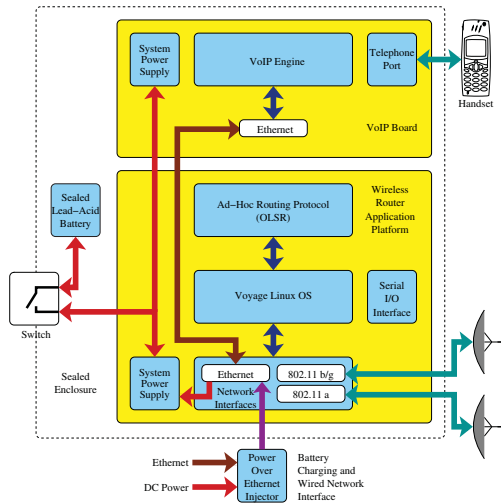 System
Power
Supply
VoIP Engine
Telephone
Port
Handset
Ethernet
VoIP Board
Sealed
Lead-Acid
Battery
Ad-Hoc Routing Protocol
(OLSR)
Wireless
Router
Application
Platform
Voyage Linux OS
Serial
I/O
Interface
Switch
Sealed
Enclosure
System
Power
Supply
Ethernet
802.11 b/g
Network
Interfaces
802.11 a
Ethernet
DC Power
Power
Over
Ethernet
Injector
Battery
Charging and
Wired Network
Interface